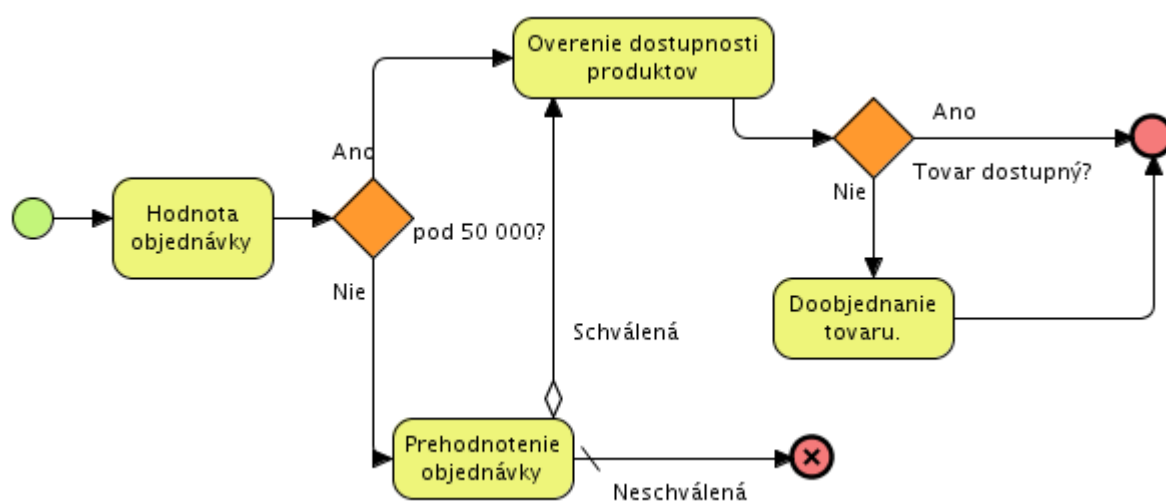 Overenie dostupnosti
produktov
Ano
Ano
Tovar dostupný?
Nie
Hodnota
objednávky
pod 50 000?
Nie
Doobjednanie
tovaru.
Schválená
Prehodnotenie
objednávky
Neschválená